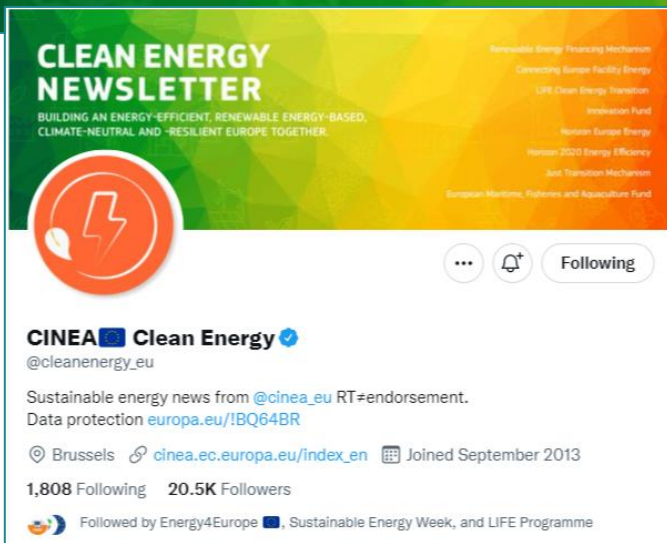 CLEAN ENERGY
NEWSLETTER
BUILDING AN ENERGY-EFFICIENT, RENEWABLE ENERGY-BASED,
CLIMATE-NEUTRAL AND -RESILIENT EUROPE TOGETHER.
Renewable Energy Financing Mechanism
Connecting Europe Facility Energy
LIFE Clean Energy Transition
Innovation Fund
Horizon Europe Energy
Horizon 2020 Energy Efficiency
Just Transition Mechanism
European Maritime, Fisheries and Aquaculture Fund
Following
CINEA🇪🇺 Clean Energy
@cleanenergy_eu
Sustainable energy news from @cinea_eu RT≠endorsement.
Data protection europa.eu/!BQ64BR
Brussels cinea.ec.europa.eu/index_en Joined September 2013
1,808 Following 20.5K Followers
Followed by Energy4Europe 🇪🇺, Sustainable Energy Week, and LIFE Programme